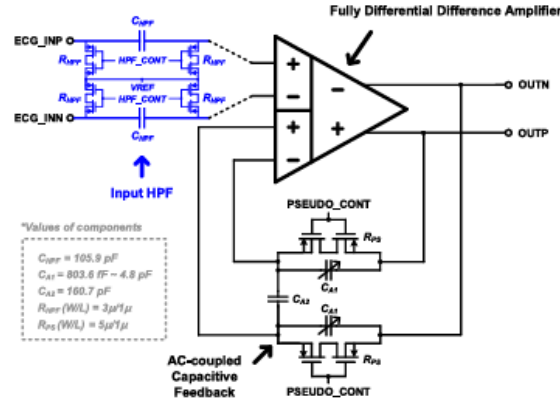 Fully Differential Difference Amplifier
C_HPF
ECG_INP
R_HPF HPF_CONT R_HPF
VREF
R_HPF HPF_CONT R_HPF
ECG_INN
C_HPF
Input HPF
+
−
+
−
−
+
OUTN
OUTP
*Values of components
C_HPF = 105.9 pF
C_A1 = 803.6 fF ~ 4.8 pF
C_A2 = 160.7 pF
R_HPF (W/L) = 3μ/1μ
R_PS (W/L) = 5μ/1μ
PSEUDO_CONT
R_PS
C_A1
C_A2
C_A1
R_PS
PSEUDO_CONT
AC-coupled
Capacitive
Feedback